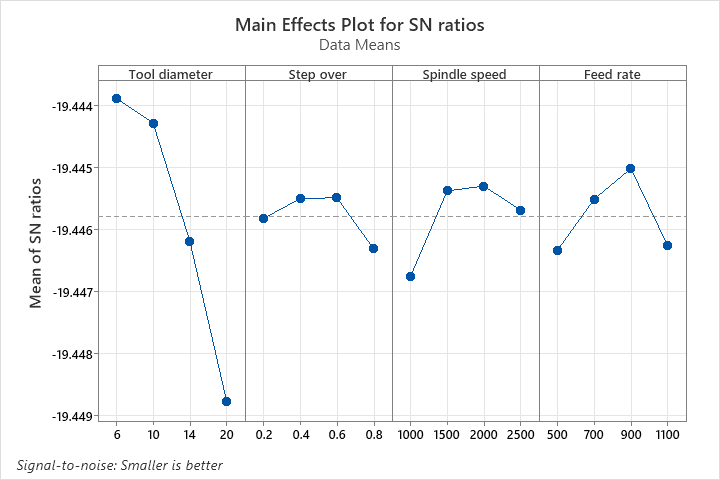 Main Effects Plot for SN ratios
Data Means
Tool diameter Step over Spindle speed Feed rate
Mean of SN ratios
-19.444
-19.445
-19.446
-19.447
-19.448
-19.449
6 10 14 20 0.2 0.4 0.6 0.8 1000 1500 2000 2500 500 700 900 1100
Signal-to-noise: Smaller is better